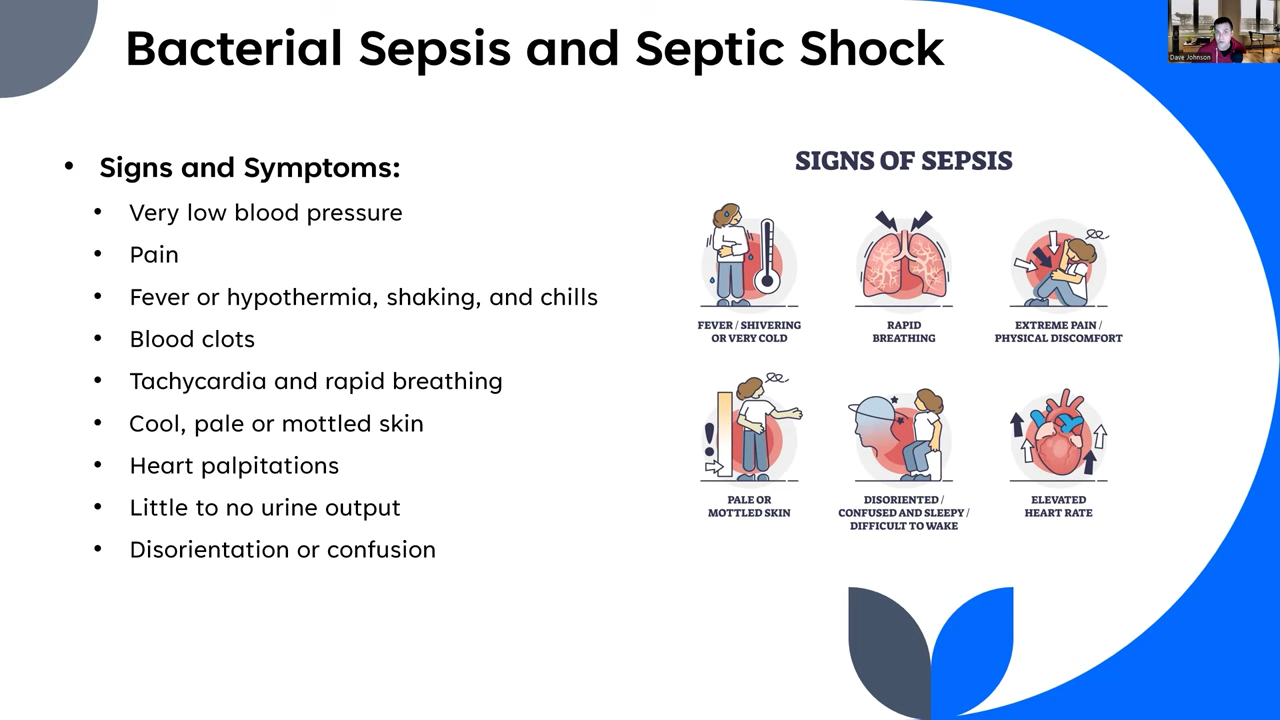 Bacterial Sepsis and Septic Shock
Dave Johnson
• Signs and Symptoms:
• Very low blood pressure
• Pain
• Fever or hypothermia, shaking, and chills
• Blood clots
• Tachycardia and rapid breathing
• Cool, pale or mottled skin
• Heart palpitations
• Little to no urine output
• Disorientation or confusion
SIGNS OF SEPSIS
FEVER / SHIVERING
OR VERY COLD
RAPID
BREATHING
EXTREME PAIN /
PHYSICAL DISCOMFORT
PALE OR
MOTTLED SKIN
DISORIENTED /
CONFUSED AND SLEEPY /
DIFFICULT TO WAKE
ELEVATED
HEART RATE